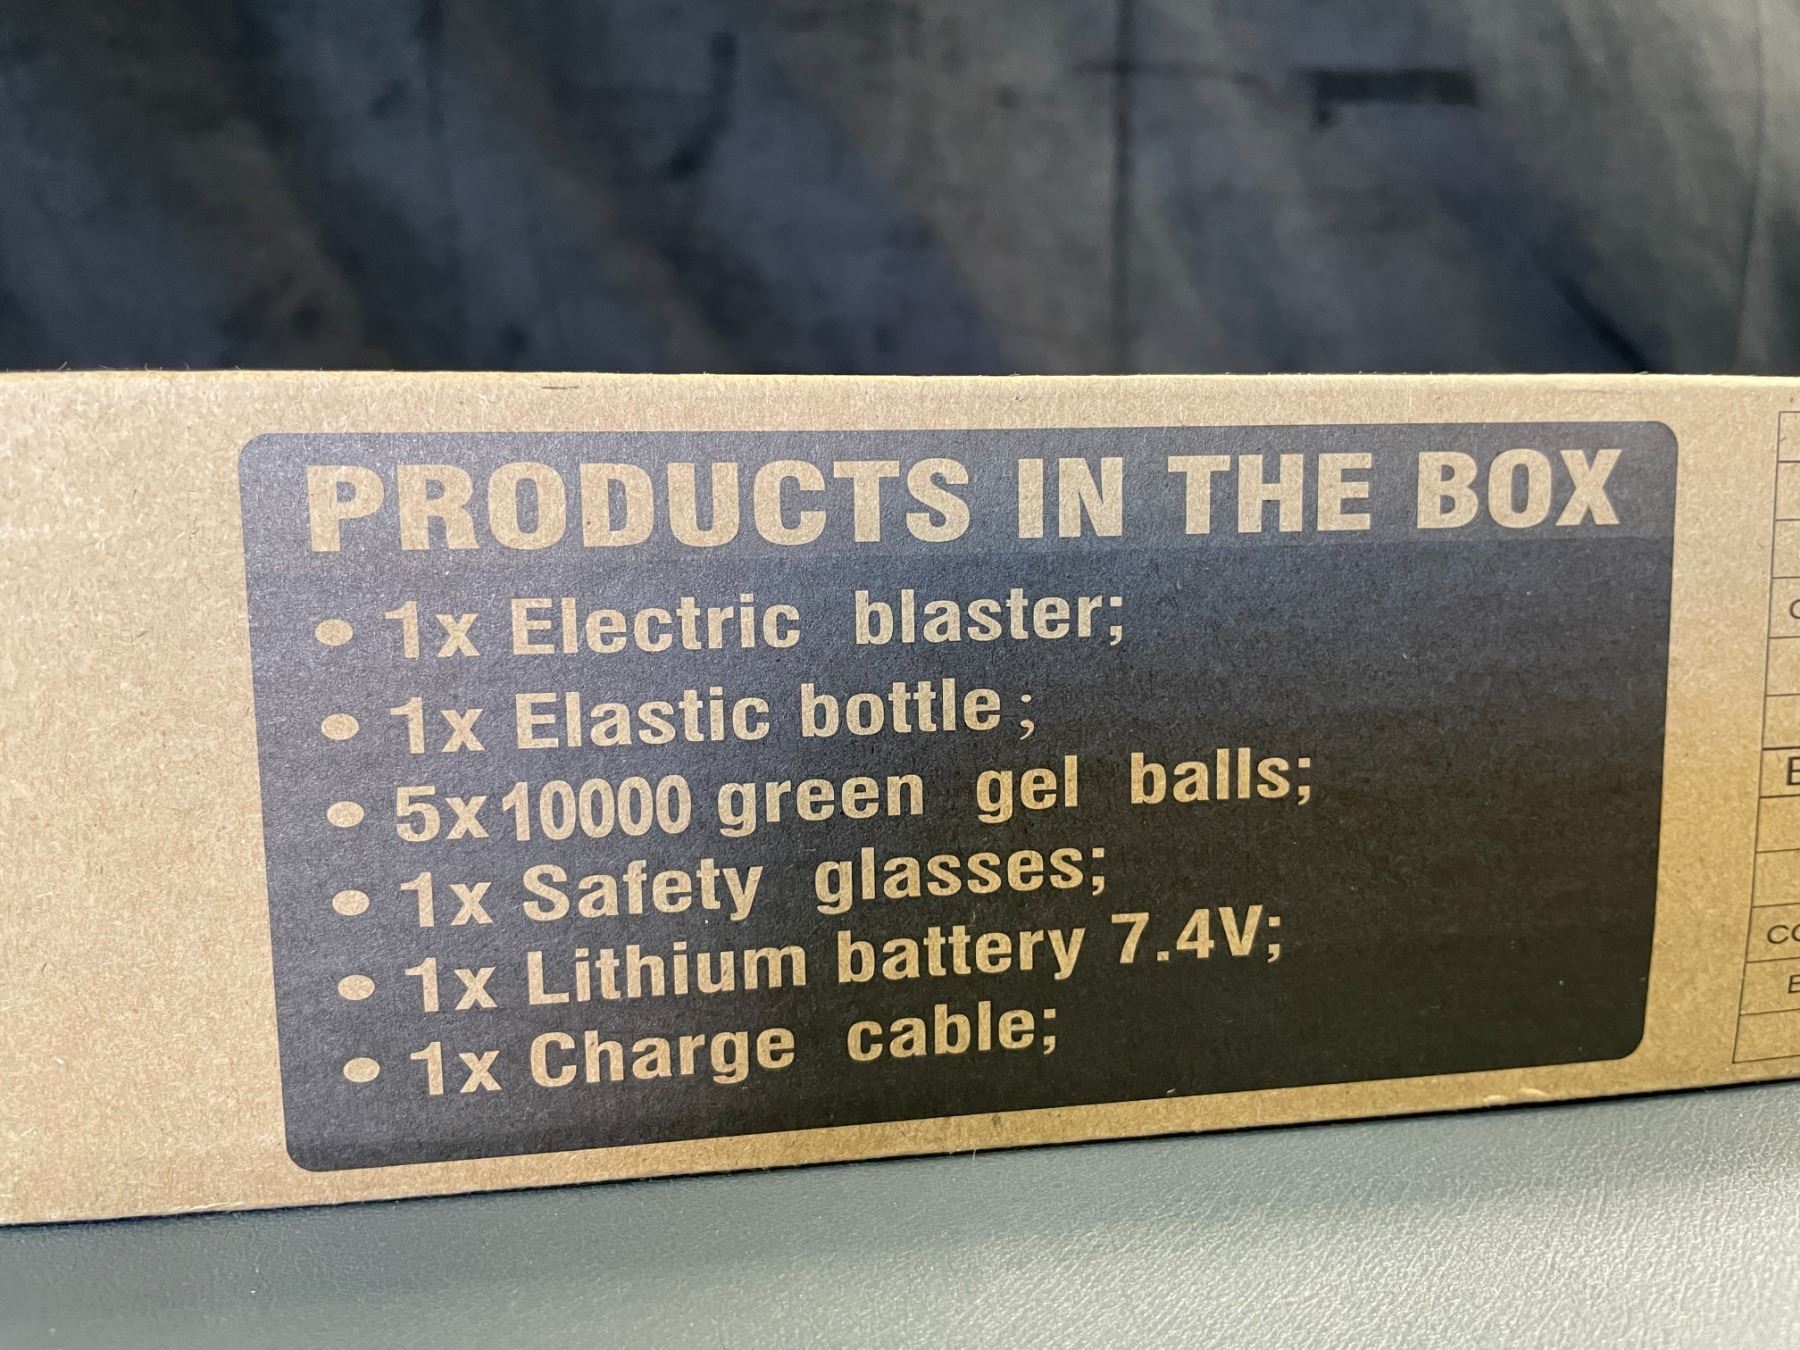 PRODUCTS IN THE BOX
• 1x Electric blaster;
• 1x Elastic bottle;
• 5x10000 green gel balls;
• 1x Safety glasses;
• 1x Lithium battery 7.4V;
• 1x Charge cable;